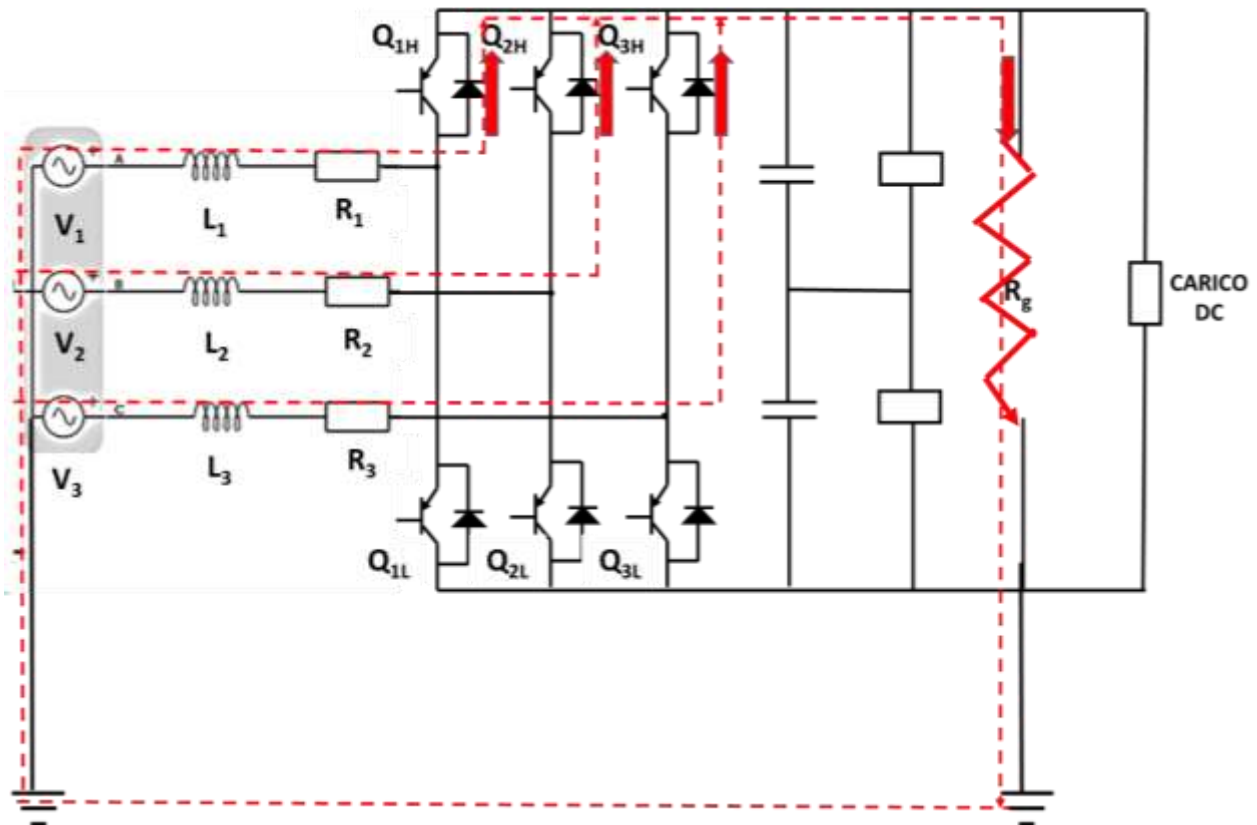 Q1H
Q2H
Q3H
+
A
V1
L1
R1
+
B
V2
L2
R2
Rg
CARICO
DC
+
C
V3
L3
R3
Q1L
Q2L
Q3L